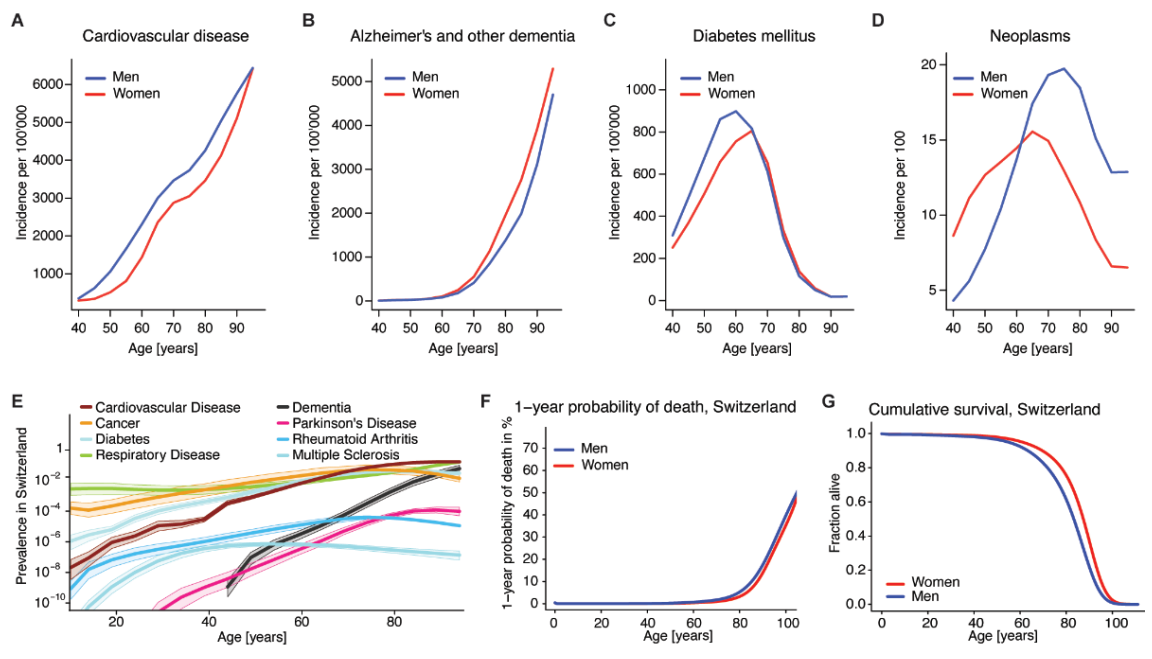 A
Cardiovascular disease
Incidence per 100'000
6000
5000
4000
3000
2000
1000
Men
Women
40 50 60 70 80 90
Age [years]
B
Alzheimer's and other dementia
Incidence per 100'000
5000
4000
3000
2000
1000
0
Men
Women
40 50 60 70 80 90
Age [years]
C
Diabetes mellitus
Incidence per 100'000
1000
800
600
400
200
0
Men
Women
40 50 60 70 80 90
Age [years]
D
Neoplasms
Incidence per 100
20
15
10
5
Men
Women
40 50 60 70 80 90
Age [years]
E
Cardiovascular Disease
Cancer
Diabetes
Respiratory Disease
Dementia
Parkinson's Disease
Rheumatoid Arthritis
Multiple Sclerosis
Prevalence in Switzerland
1
10⁻²
10⁻⁴
10⁻⁶
10⁻⁸
10⁻¹⁰
20 40 60 80
Age [years]
F
1−year probability of death, Switzerland
1−year probability of death in %
70
60
50
40
30
20
10
0
Men
Women
0 20 40 60 80 100
Age [years]
G
Cumulative survival, Switzerland
Fraction alive
1.0
0.8
0.6
0.4
0.2
0.0
Women
Men
0 20 40 60 80 100
Age [years]